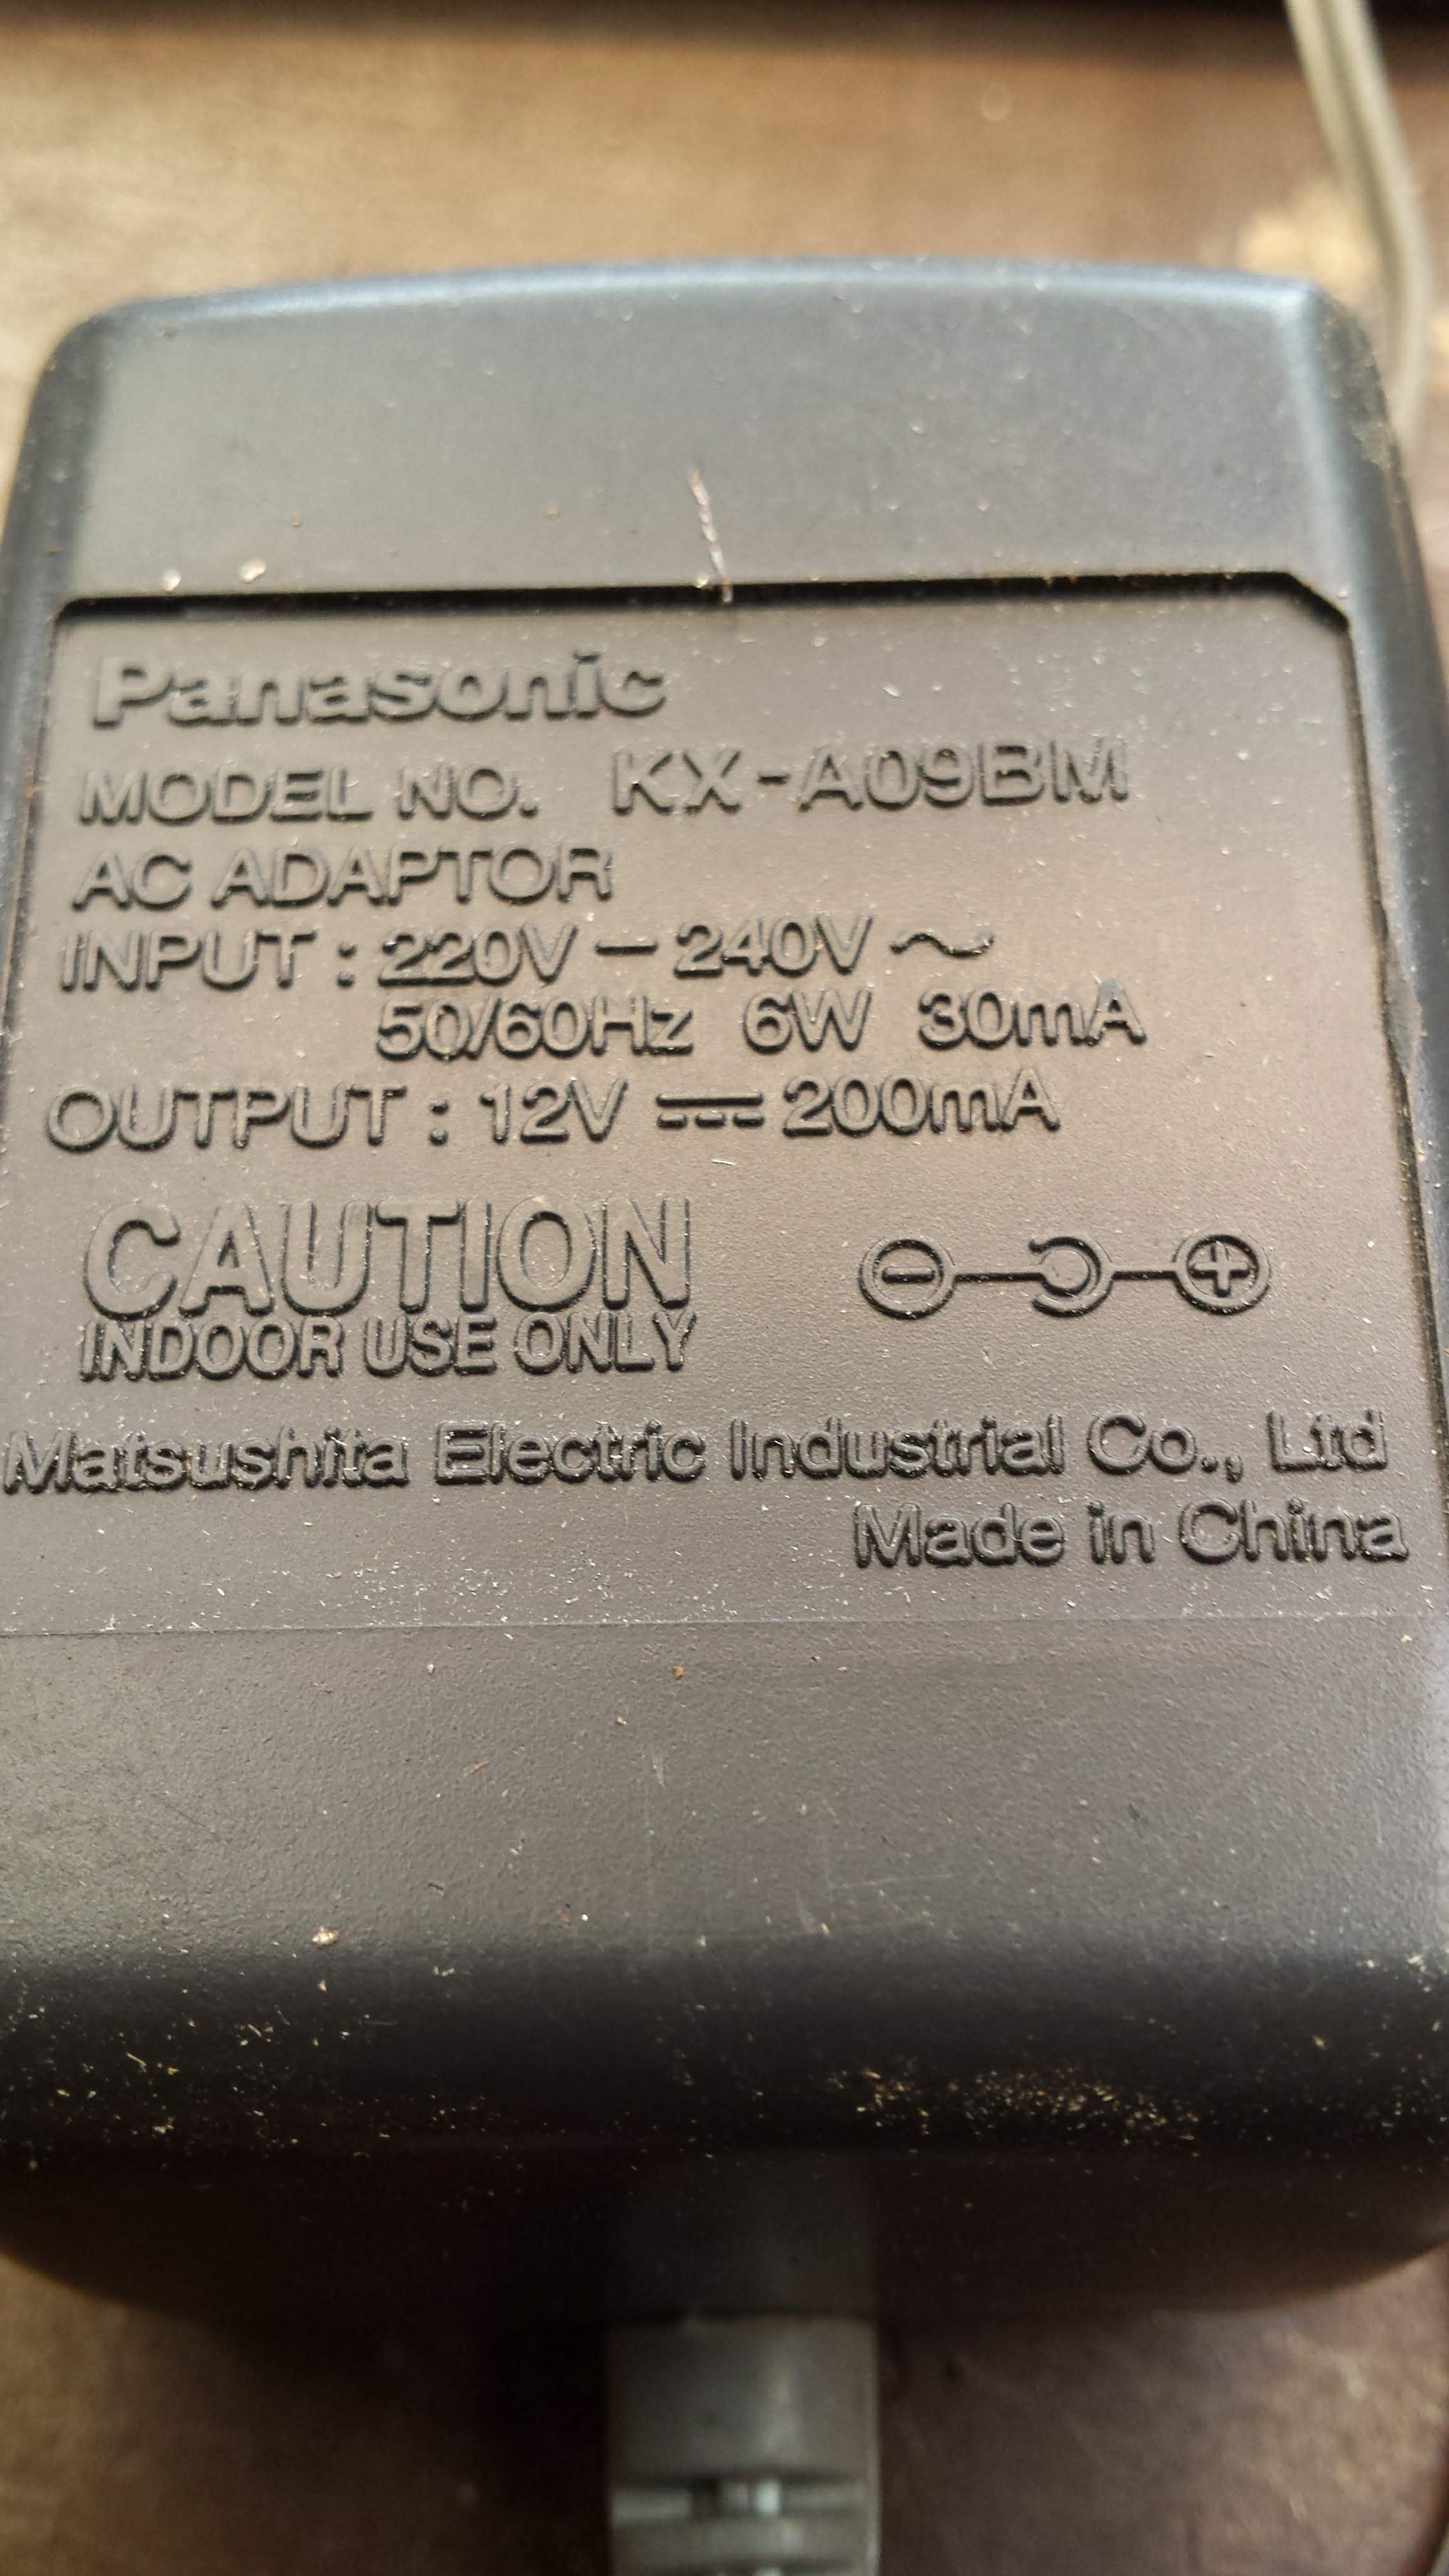 Panasonic
MODEL NO. KX-A09BM
AC ADAPTOR
INPUT : 220V – 240V ~
50/60Hz 6W 30mA
OUTPUT : 12V ⎓ 200mA
CAUTION
INDOOR USE ONLY
Matsushita Electric Industrial Co., Ltd
Made in China